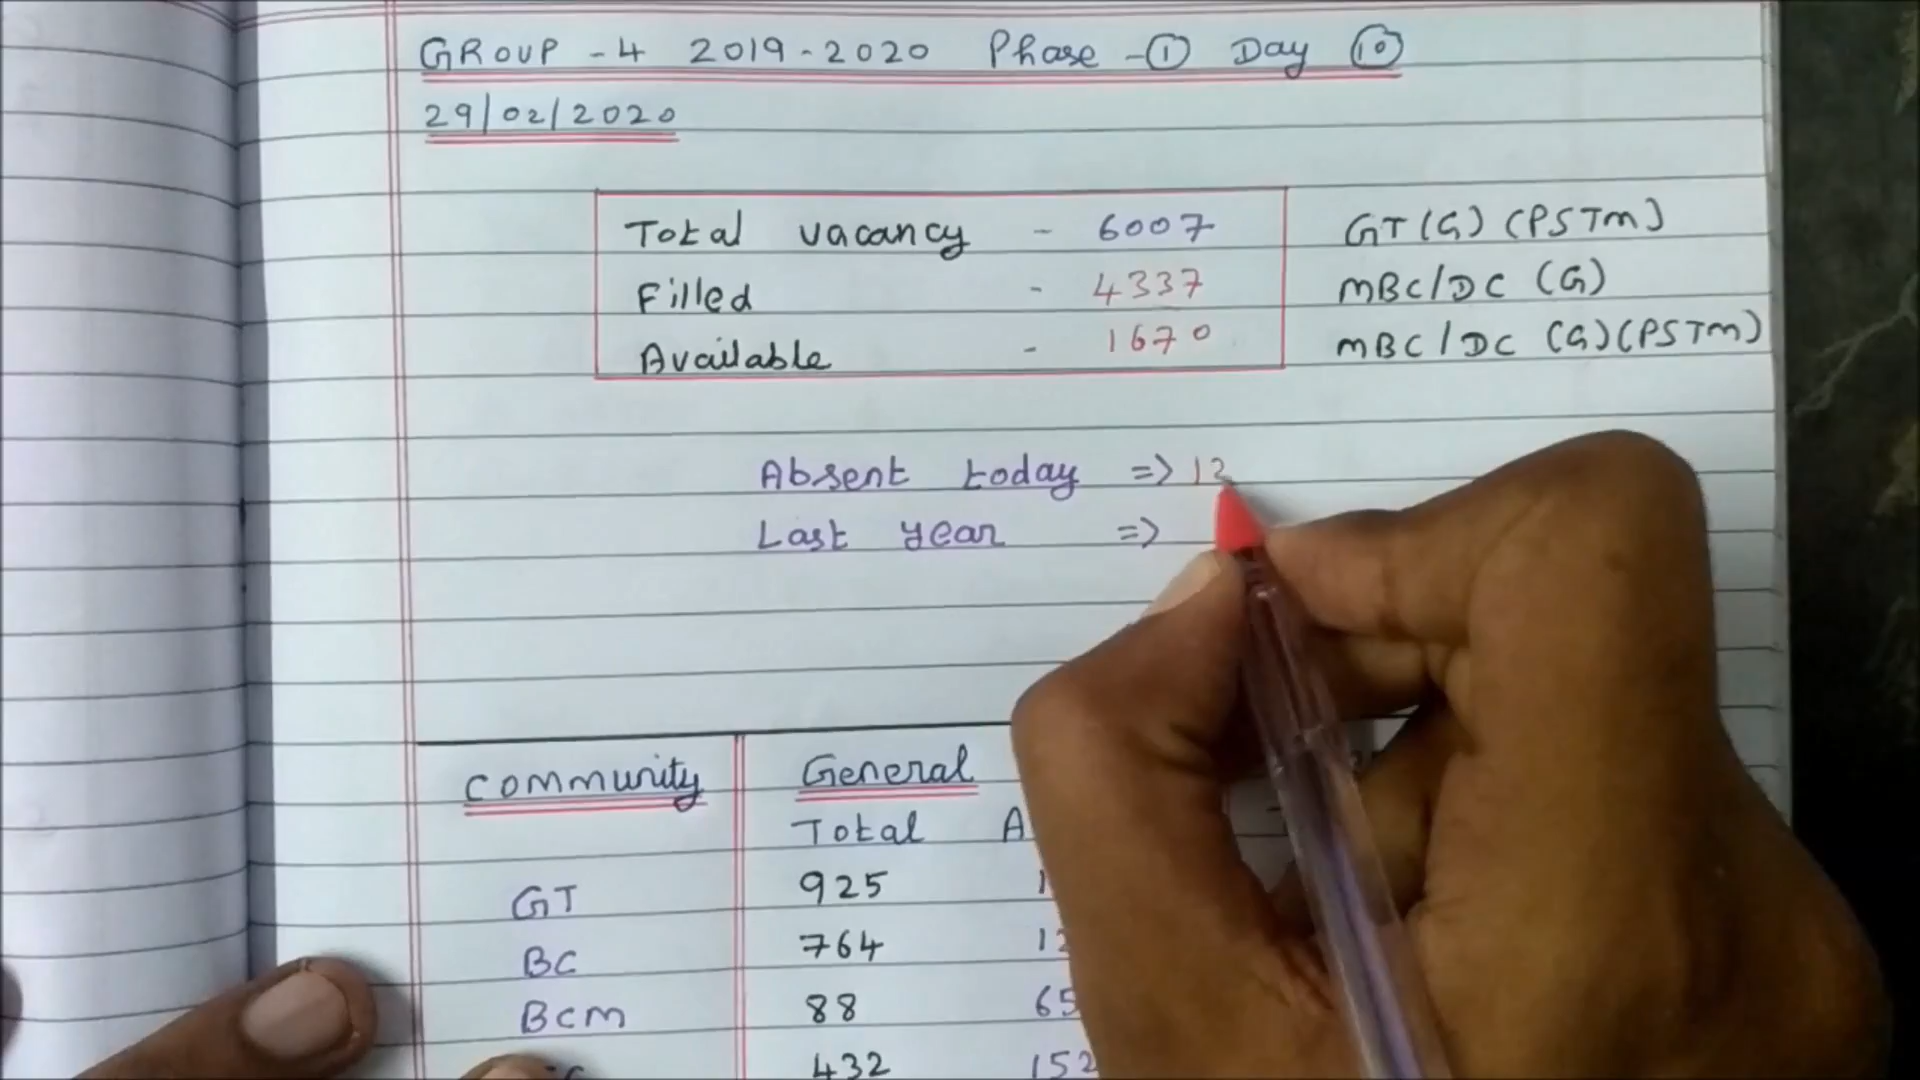 GROUP - 4 2019-2020 Phase - ① Day ⑩
29/02/2020
Total vacancy - 6007
Filled - 4337
Available - 1670
GT (G) (PSTM)
MBC/DC (G)
MBC/DC (G) (PSTM)
Absent today => 12
Last year =>
Community General
Total A
GT 925 1
BC 764 12
BCM 88 65
432 152